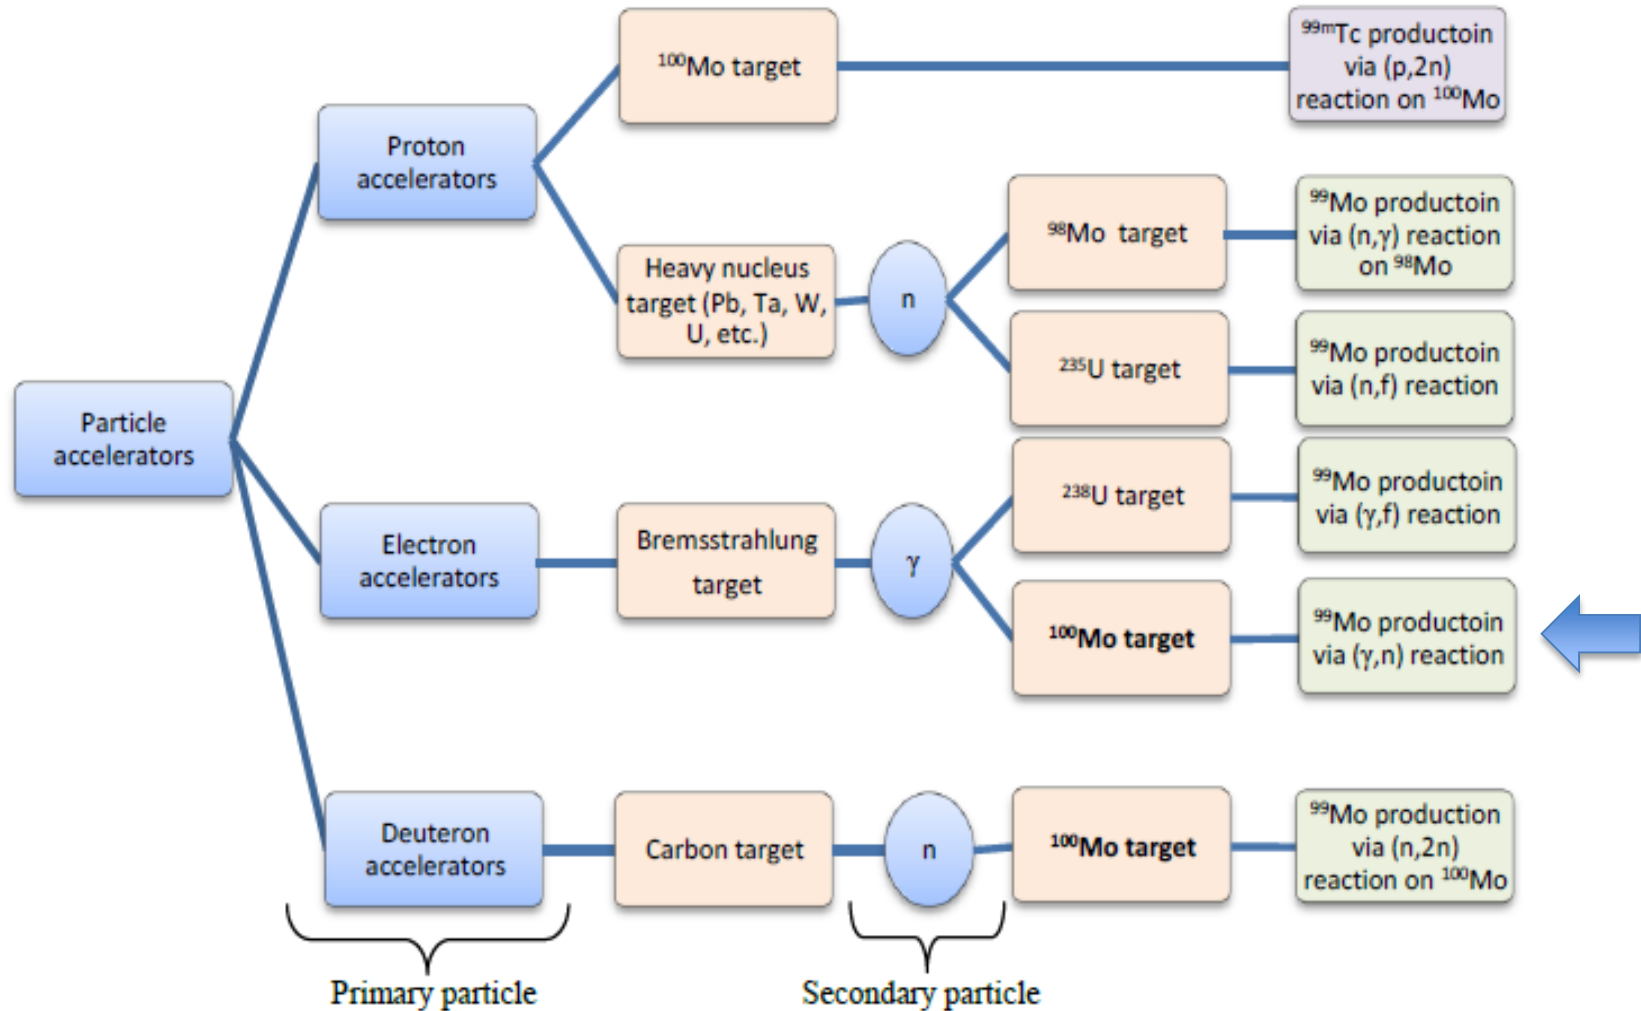 ¹⁰⁰Mo target
⁹⁹ᵐTc productoin
via (p,2n)
reaction on ¹⁰⁰Mo
Proton
accelerators
Heavy nucleus
target (Pb, Ta, W,
U, etc.)
n
⁹⁸Mo target
⁹⁹Mo productoin
via (n,γ) reaction
on ⁹⁸Mo
²³⁵U target
⁹⁹Mo productoin
via (n,f) reaction
Particle
accelerators
Electron
accelerators
Bremsstrahlung
target
γ
²³⁸U target
⁹⁹Mo productoin
via (γ,f) reaction
¹⁰⁰Mo target
⁹⁹Mo productoin
via (γ,n) reaction
Deuteron
accelerators
Carbon target
n
¹⁰⁰Mo target
⁹⁹Mo production
via (n,2n)
reaction on ¹⁰⁰Mo
Primary particle
Secondary particle